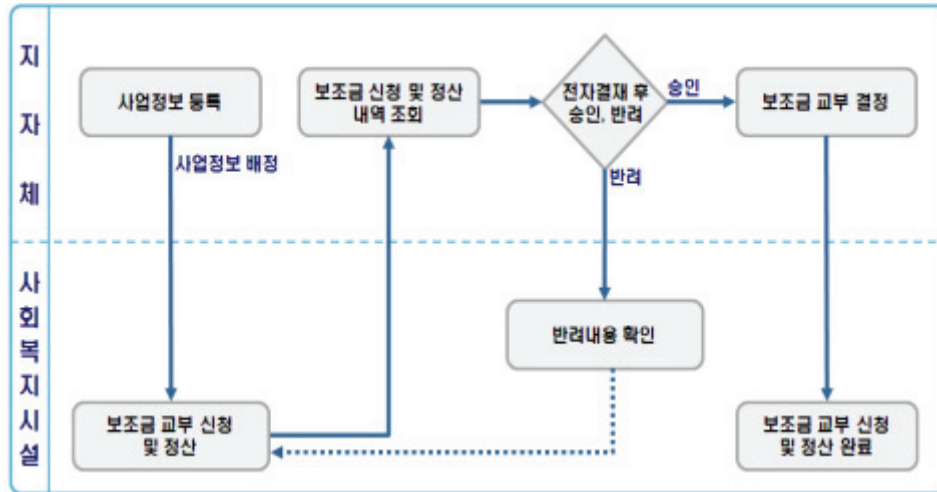 지자체
사업정보 등록
보조금 신청 및 정산
내역 조회
전자결재 후
승인, 반려
승인
보조금 교부 결정
사업정보 배정
반려
사회복지시설
반려내용 확인
보조금 교부 신청
및 정산
보조금 교부 신청
및 정산 완료